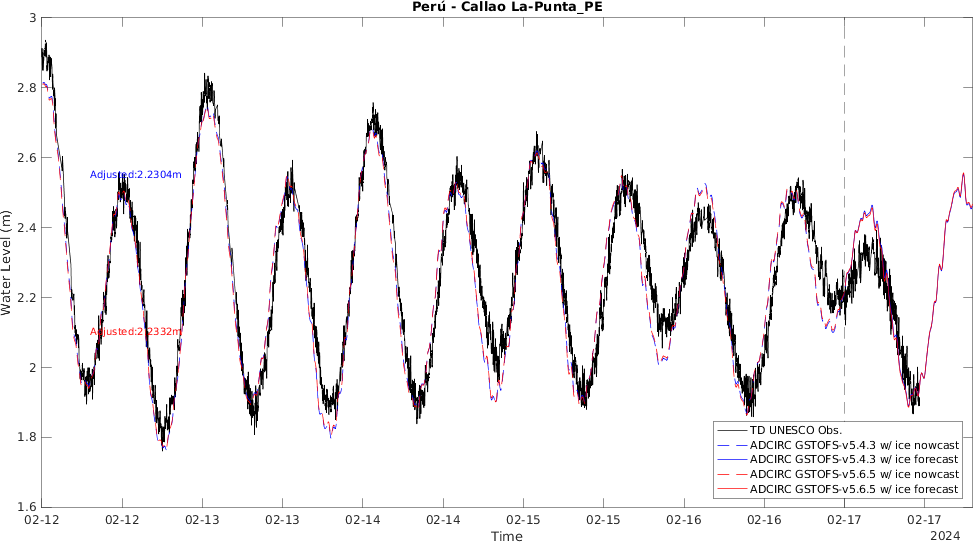 Perú - Callao La-Punta_PE
3
2.8
2.6
2.4
2.2
2
1.8
1.6
Water Level (m)
Adjusted:2.2304m
Adjusted:2.2332m
TD UNESCO Obs.
ADCIRC GSTOFS-v5.4.3 w/ ice nowcast
ADCIRC GSTOFS-v5.4.3 w/ ice forecast
ADCIRC GSTOFS-v5.6.5 w/ ice nowcast
ADCIRC GSTOFS-v5.6.5 w/ ice forecast
02-12 02-12 02-13 02-13 02-14 02-14 02-15 02-15 02-16 02-16 02-17 02-17
Time
2024